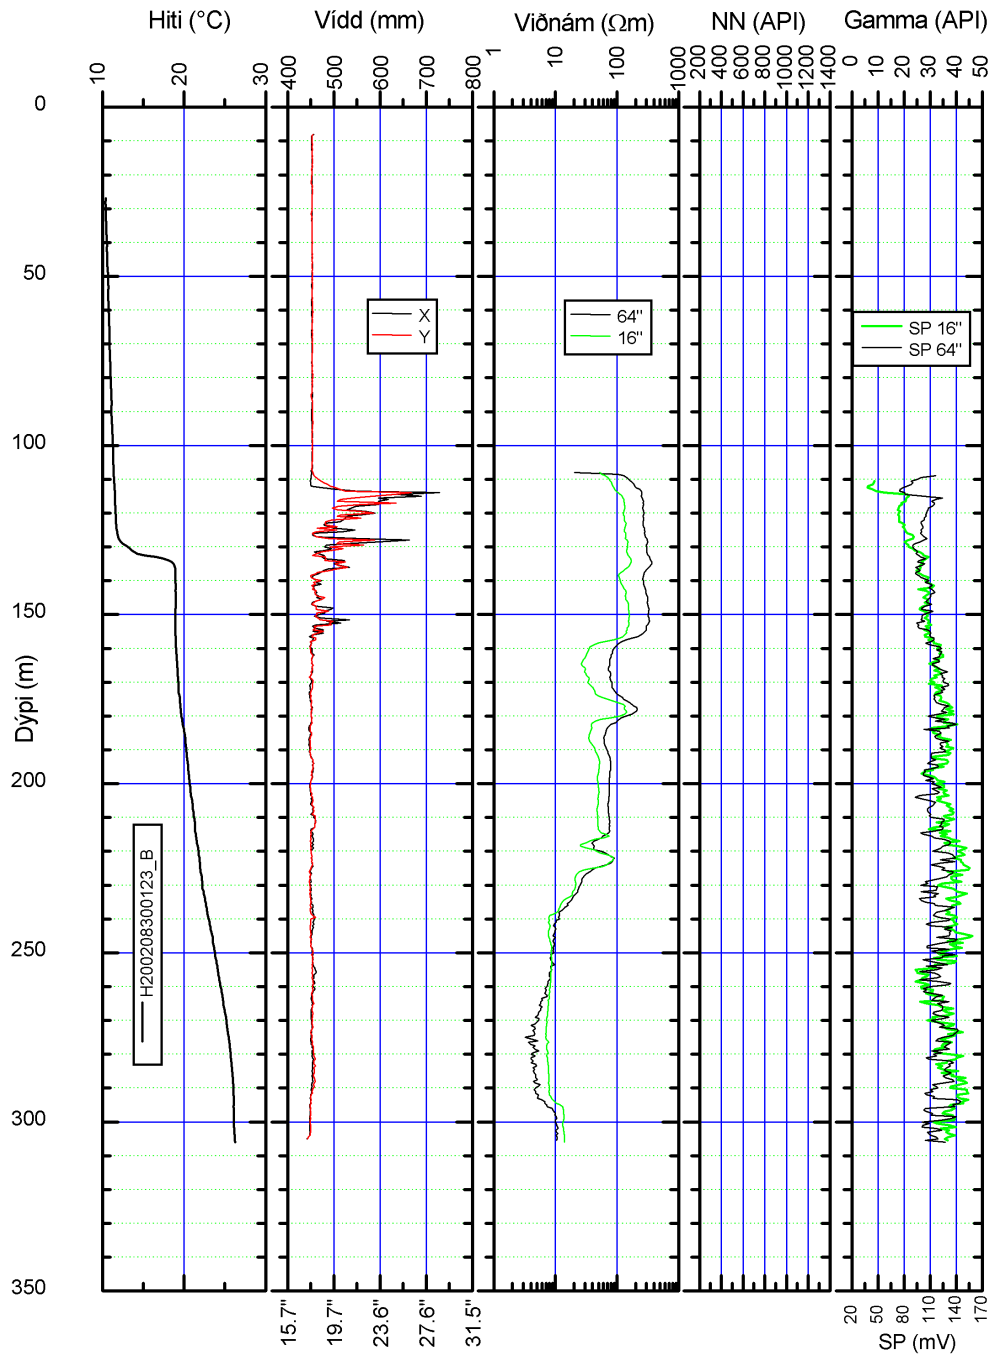 Hiti (°C)
Vídd (mm)
Viðnám (Ωm)
NN (API)
Gamma (API)
10 20 30
400 500 600 700 800
1 10 100 1000
200 400 600 800 1000 1200 1400
0 10 20 30 40 50
0
50
100
150
200
250
300
350
Dýpi (m)
X
Y
64"
16"
SP 16"
SP 64"
H200208300123_B
15.7" 19.7" 23.6" 27.6" 31.5"
20 50 80 110 140 170
SP (mV)